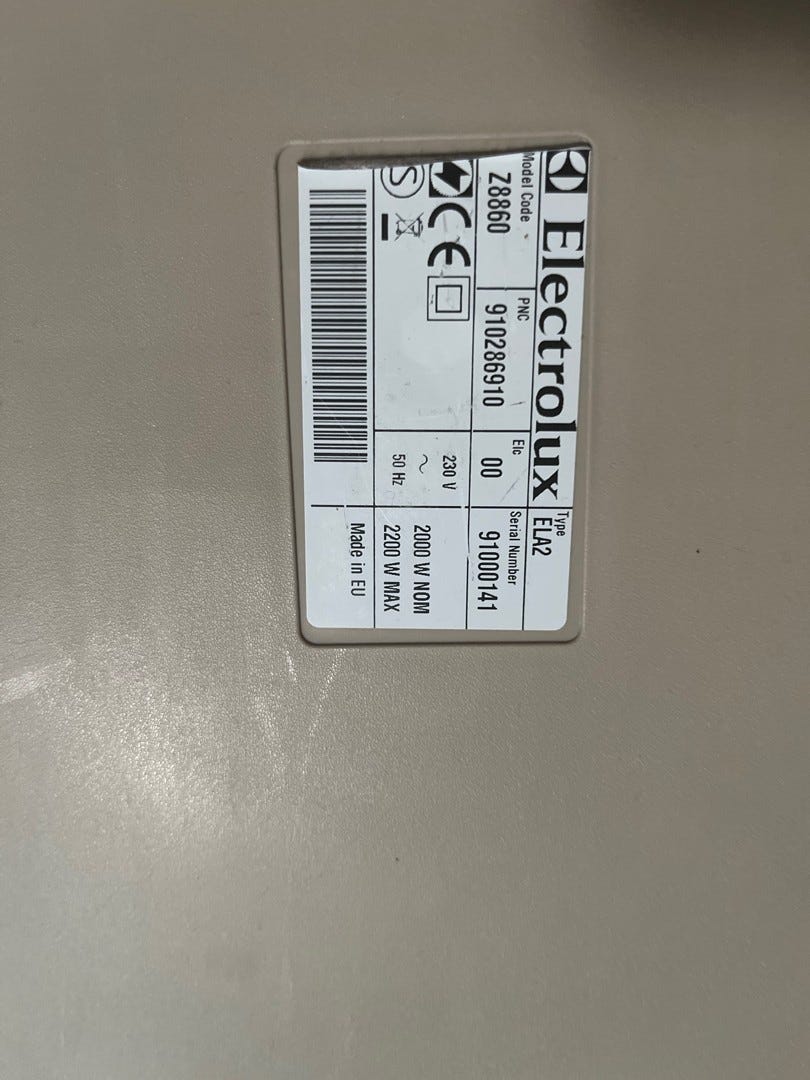 Electrolux
Type
ELA2
Model Code
Z8860
PNC
910286910
Elc
00
Serial Number
91000141
CE
S
230 V
~
50 Hz
2000 W NOM
2200 W MAX
Made in EU